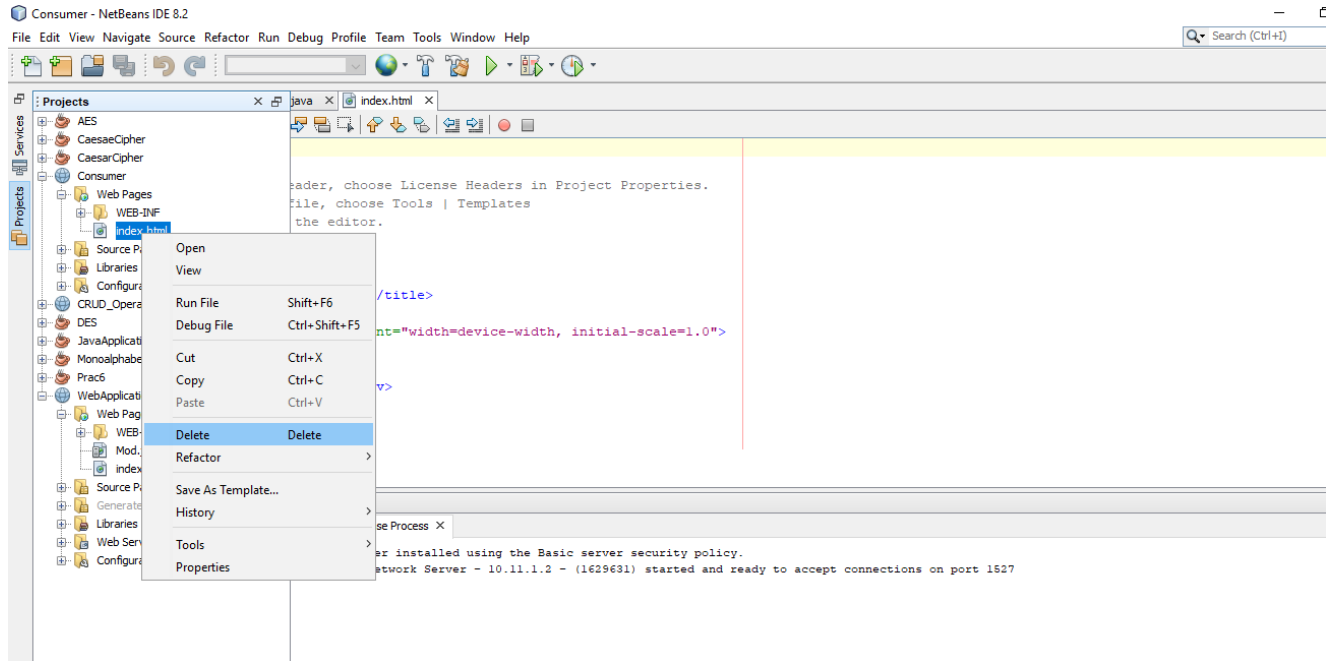 Consumer - NetBeans IDE 8.2
File Edit View Navigate Source Refactor Run Debug Profile Team Tools Window Help
Search (Ctrl+I)
Services
Projects
Projects
AES
CaesaeCipher
CaesarCipher
Consumer
Web Pages
WEB-INF
index.html
Source Pa
Libraries
Configura
CRUD_Opera
DES
JavaApplicati
Monoalphabe
Prac6
WebApplicati
Web Pag
WEB-
Mod.
index
Source Pa
Generate
Libraries
Web Serv
Configura
Open
View
Run File Shift+F6
Debug File Ctrl+Shift+F5
Cut Ctrl+X
Copy Ctrl+C
Paste Ctrl+V
Delete Delete
Refactor
Save As Template...
History
Tools
Properties
java
index.html
eader, choose License Headers in Project Properties.
file, choose Tools | Templates
the editor.
/title>
nt="width=device-width, initial-scale=1.0">
v>
se Process
er installed using the Basic server security policy.
etwork Server - 10.11.1.2 - (1629631) started and ready to accept connections on port 1527